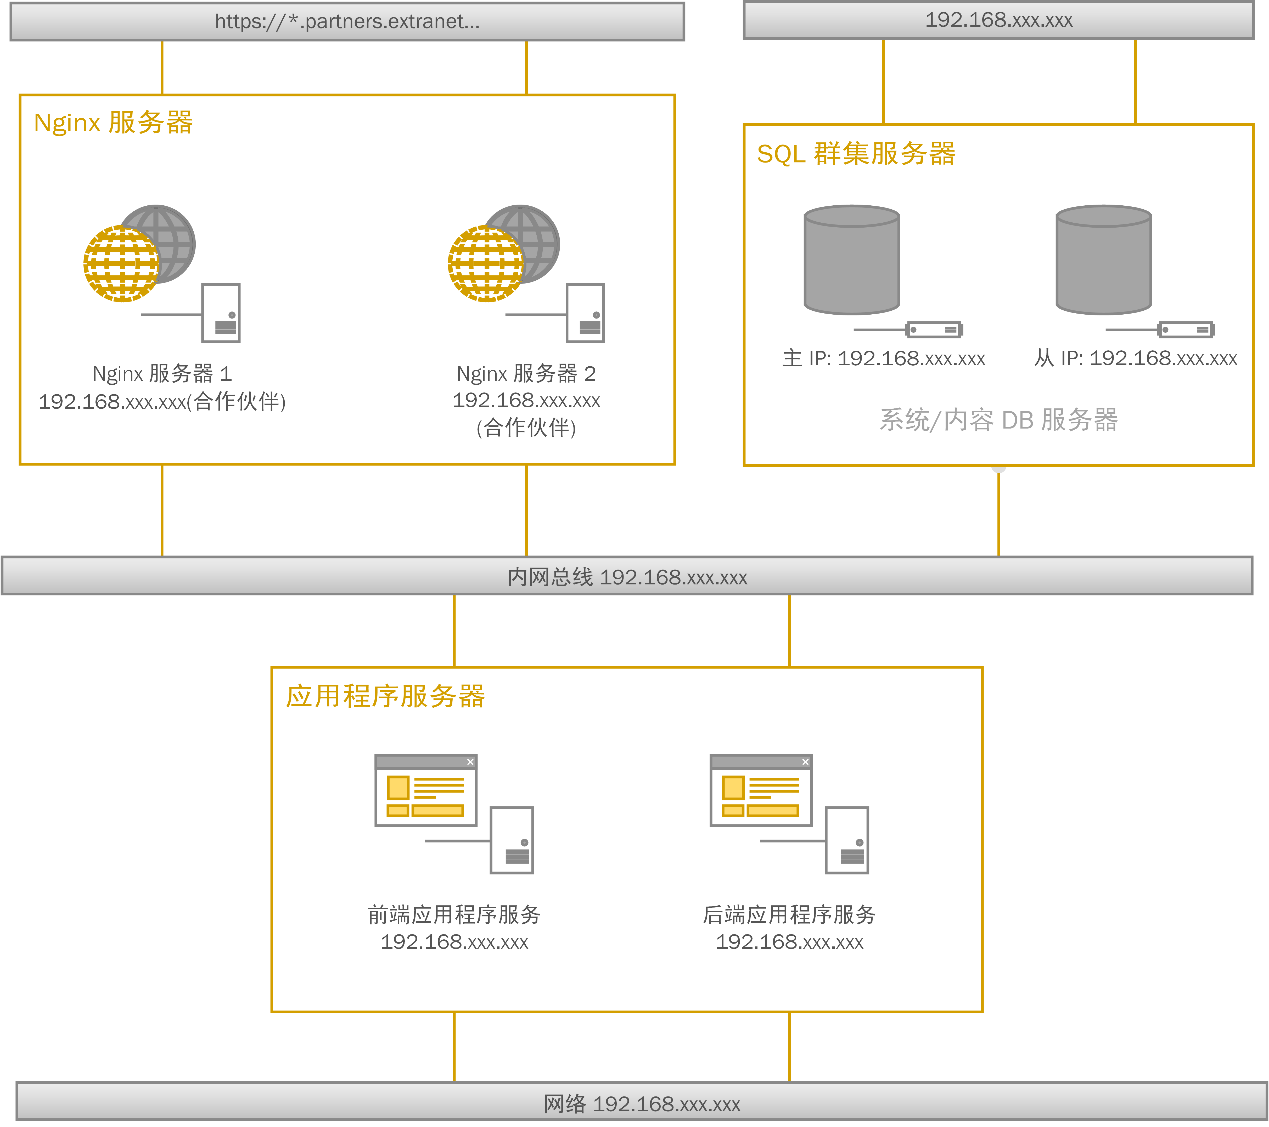 https://*.partners.extranet...
192.168.xxx.xxx
Nginx 服务器
SQL 群集服务器
Nginx 服务器 1
192.168.xxx.xxx(合作伙伴)
Nginx 服务器 2
192.168.xxx.xxx
(合作伙伴)
主 IP: 192.168.xxx.xxx
从 IP: 192.168.xxx.xxx
系统/内容 DB 服务器
内网总线 192.168.xxx.xxx
应用程序服务器
前端应用程序服务
192.168.xxx.xxx
后端应用程序服务
192.168.xxx.xxx
网络 192.168.xxx.xxx